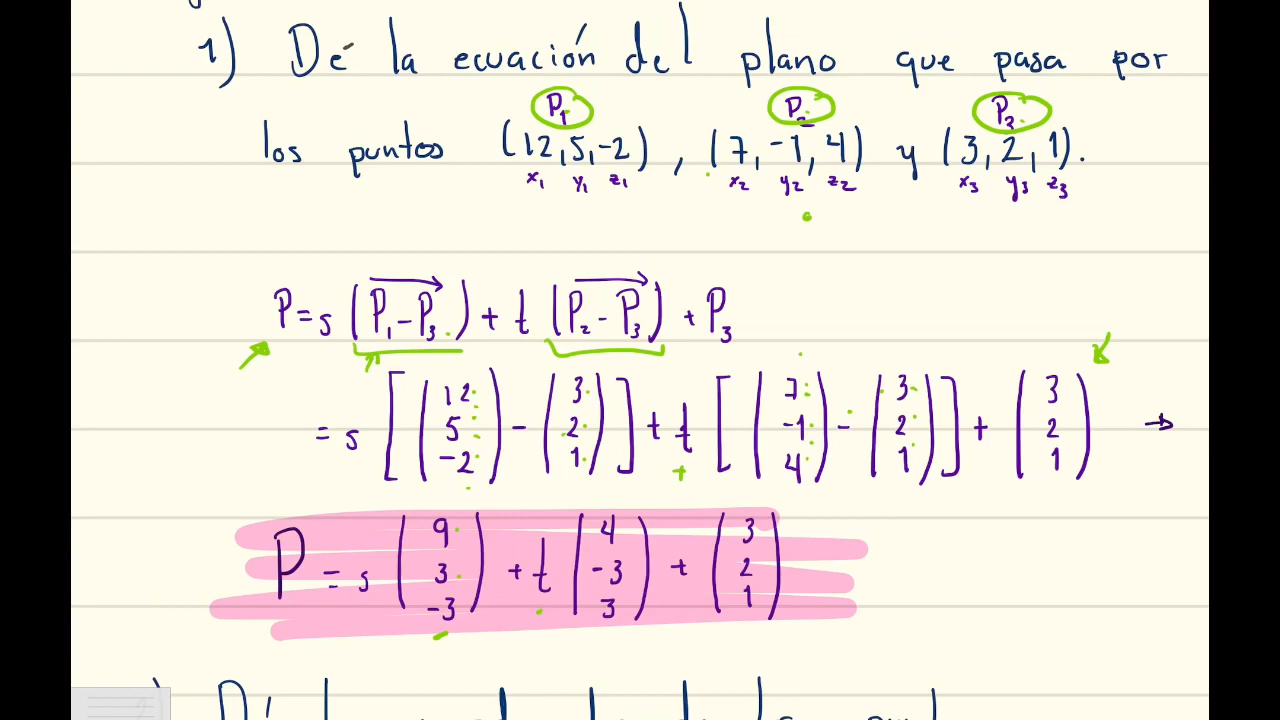 1) Dé la ecuación del plano que pasa por
P₁ P₂ P₃
los puntos (12,5,-2), (7,-1,4) y (3,2,1).
x₁ y₁ z₁ x₂ y₂ z₂ x₃ y₃ z₃
P = s (P₁-P₃) + t (P₂-P₃) + P₃
= s [(12 5 -2) - (3 2 1)] + t [(7 -1 4) - (3 2 1)] + (3 2 1) →
P = s (9 3 -3) + t (4 -3 3) + (3 2 1)